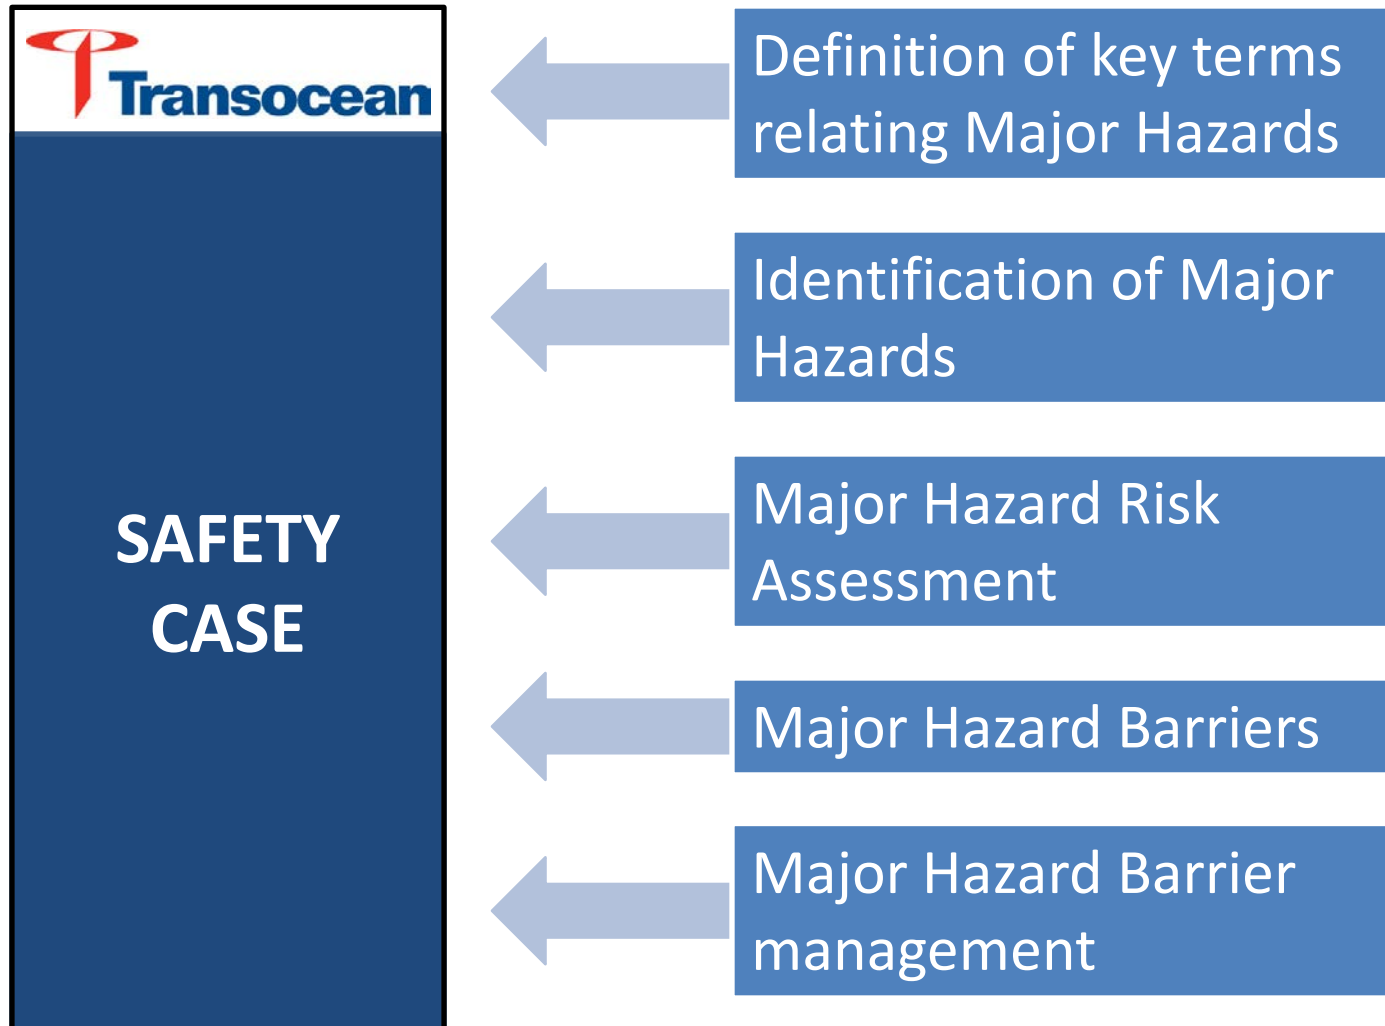 Transocean
SAFETY
CASE
Definition of key terms
relating Major Hazards
Identification of Major
Hazards
Major Hazard Risk
Assessment
Major Hazard Barriers
Major Hazard Barrier
management